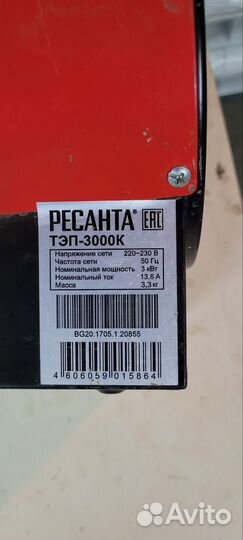 РЕСАНТА® EAC
ТЭП-3000К
Напряжение сети 220-230 В
Частота сети 50 Гц
Номинальная мощность 3 кВт
Номинальный ток 13,6 А
Масса 3,3 кг
BG20.1705.1 20855
4 606059 015864
Avito